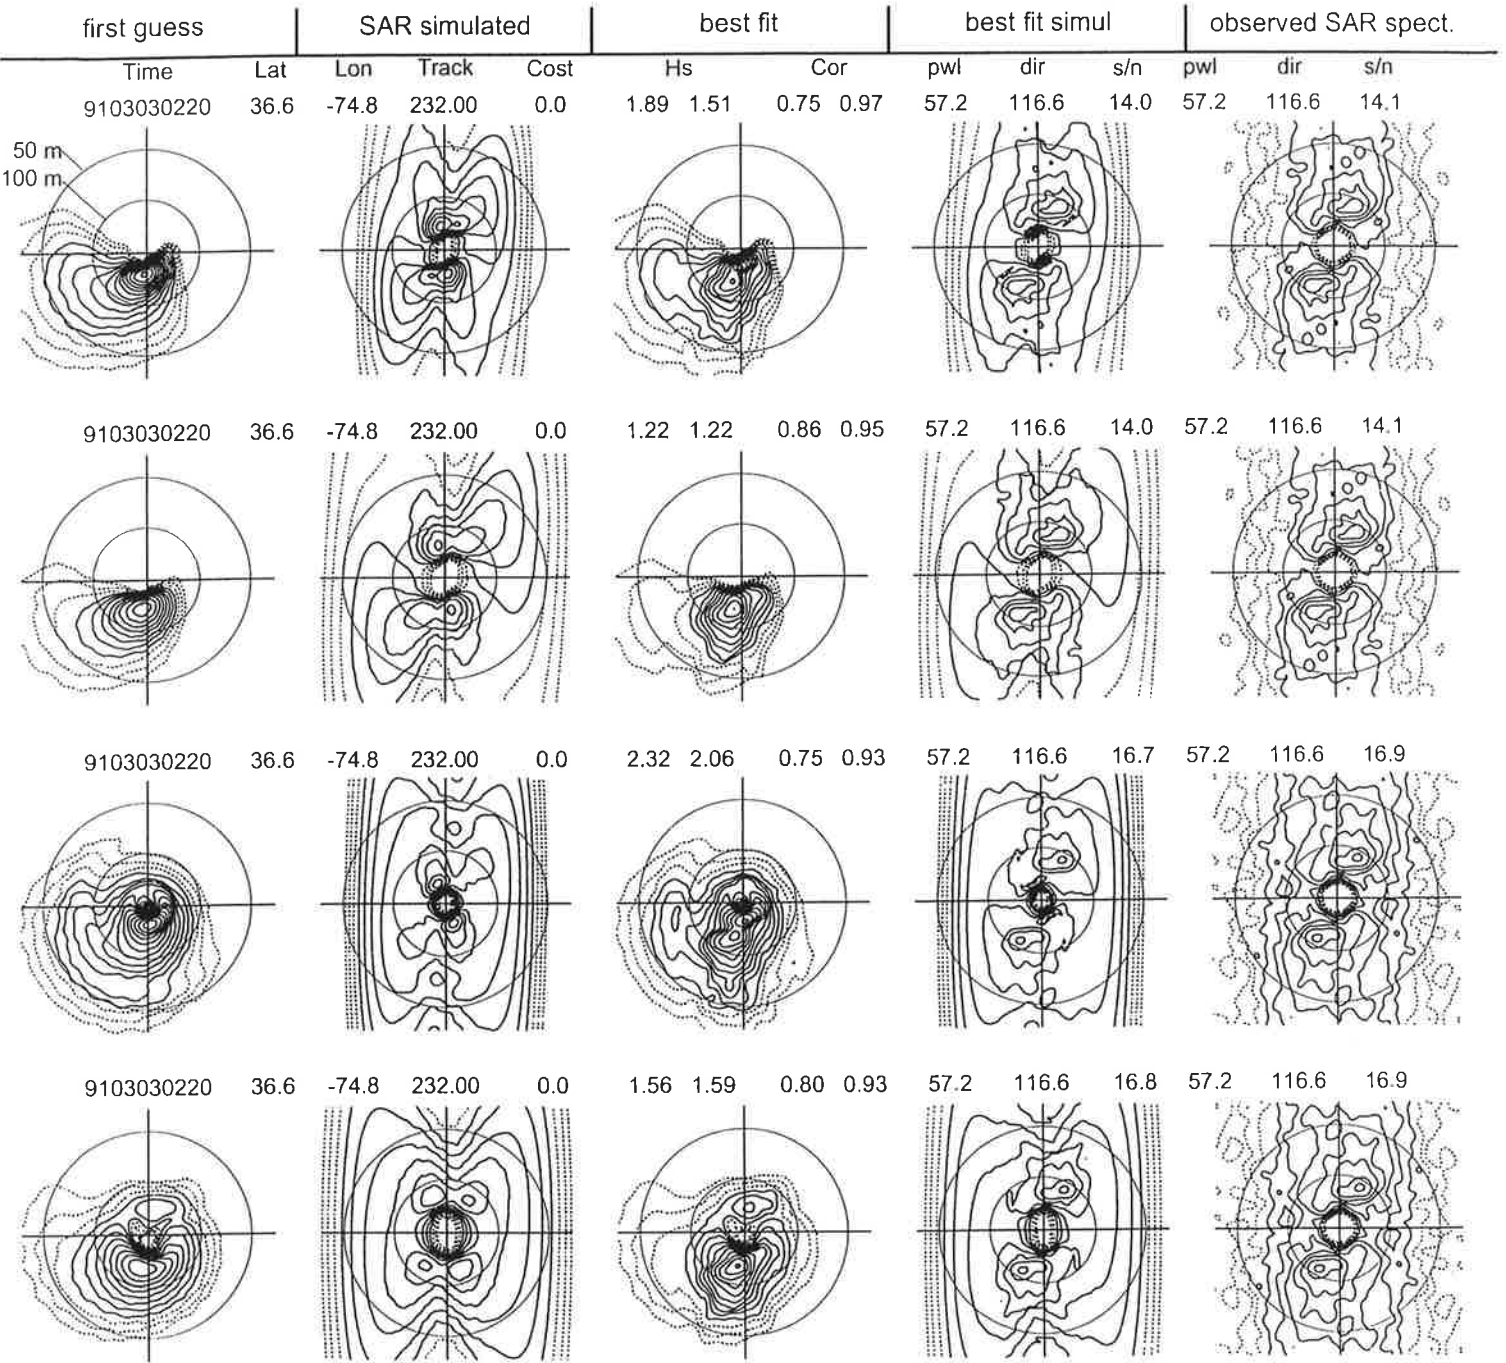 first guess SAR simulated best fit best fit simul observed SAR spect.
Time Lat Lon Track Cost Hs Cor pwl dir s/n pwl dir s/n
9103030220 36.6 -74.8 232.00 0.0 1.89 1.51 0.75 0.97 57.2 116.6 14.0 57.2 116.6 14.1
50 m
100 m
9103030220 36.6 -74.8 232.00 0.0 1.22 1.22 0.86 0.95 57.2 116.6 14.0 57.2 116.6 14.1
9103030220 36.6 -74.8 232.00 0.0 2.32 2.06 0.75 0.93 57.2 116.6 16.7 57.2 116.6 16.9
9103030220 36.6 -74.8 232.00 0.0 1.56 1.59 0.80 0.93 57.2 116.6 16.8 57.2 116.6 16.9